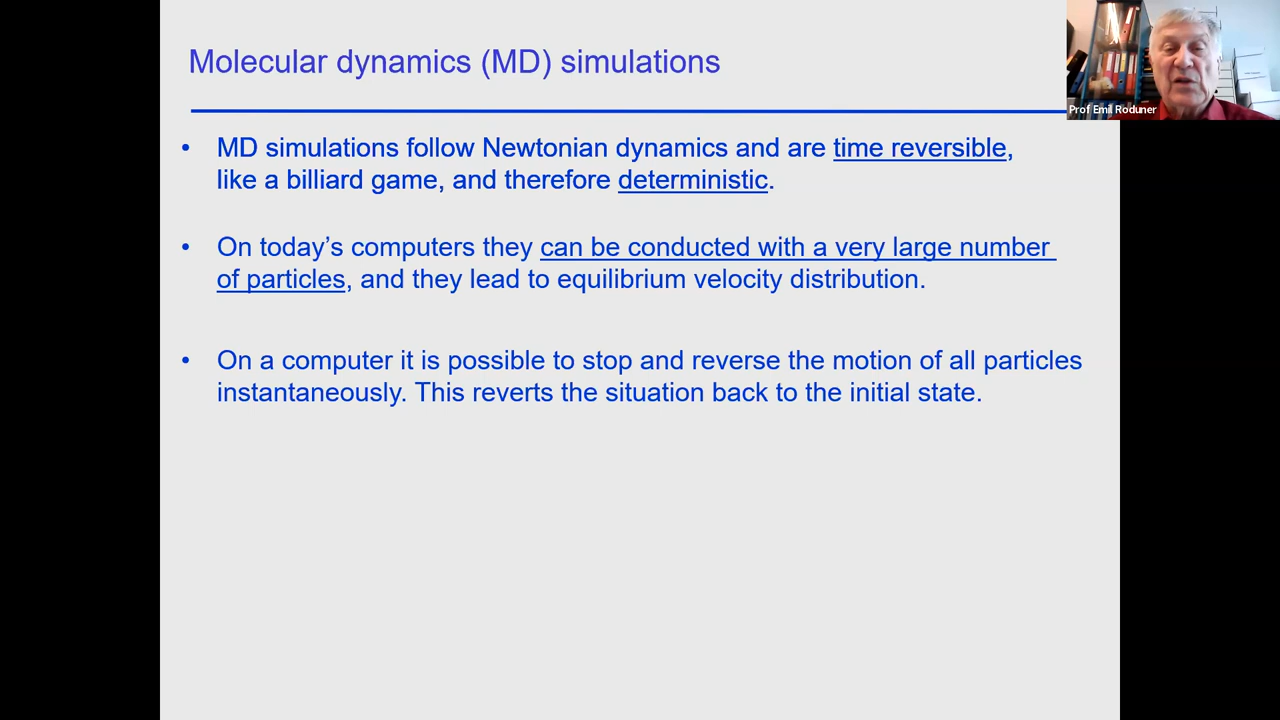 Molecular dynamics (MD) simulations
Prof Emil Roduner
• MD simulations follow Newtonian dynamics and are time reversible,
like a billiard game, and therefore deterministic.
• On today’s computers they can be conducted with a very large number
of particles, and they lead to equilibrium velocity distribution.
• On a computer it is possible to stop and reverse the motion of all particles
instantaneously. This reverts the situation back to the initial state.